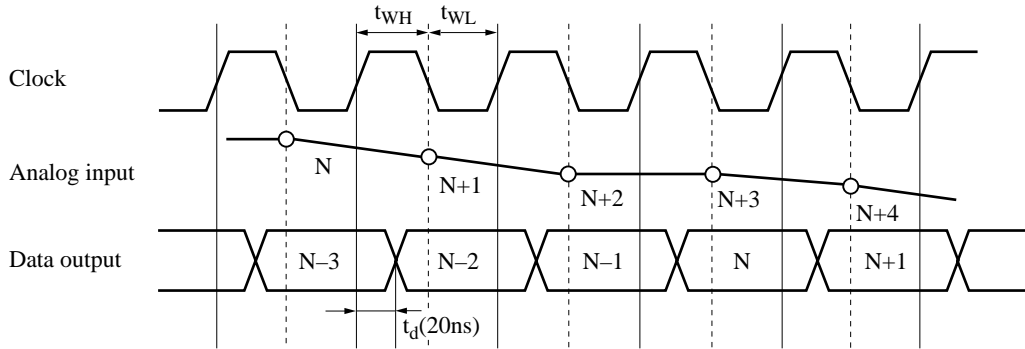 tWH tWL
Clock
Analog input
N N+1 N+2 N+3 N+4
Data output
N–3 N–2 N–1 N N+1
td(20ns)